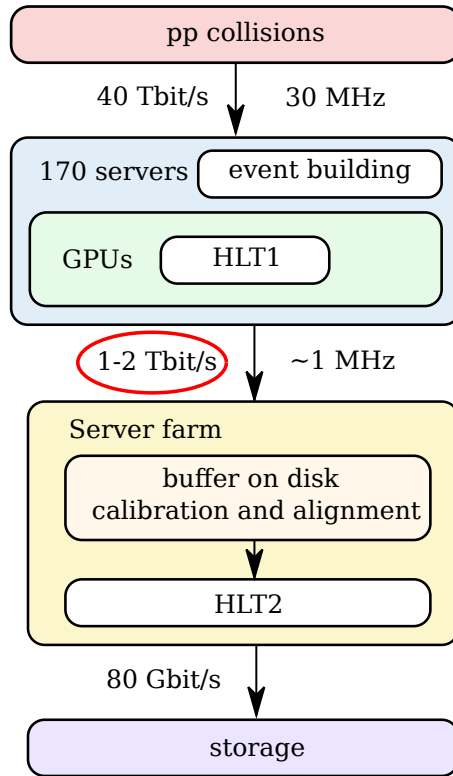 pp collisions
40 Tbit/s 30 MHz
170 servers event building
GPUs HLT1
1-2 Tbit/s ~1 MHz
Server farm
buffer on disk
calibration and alignment
HLT2
80 Gbit/s
storage